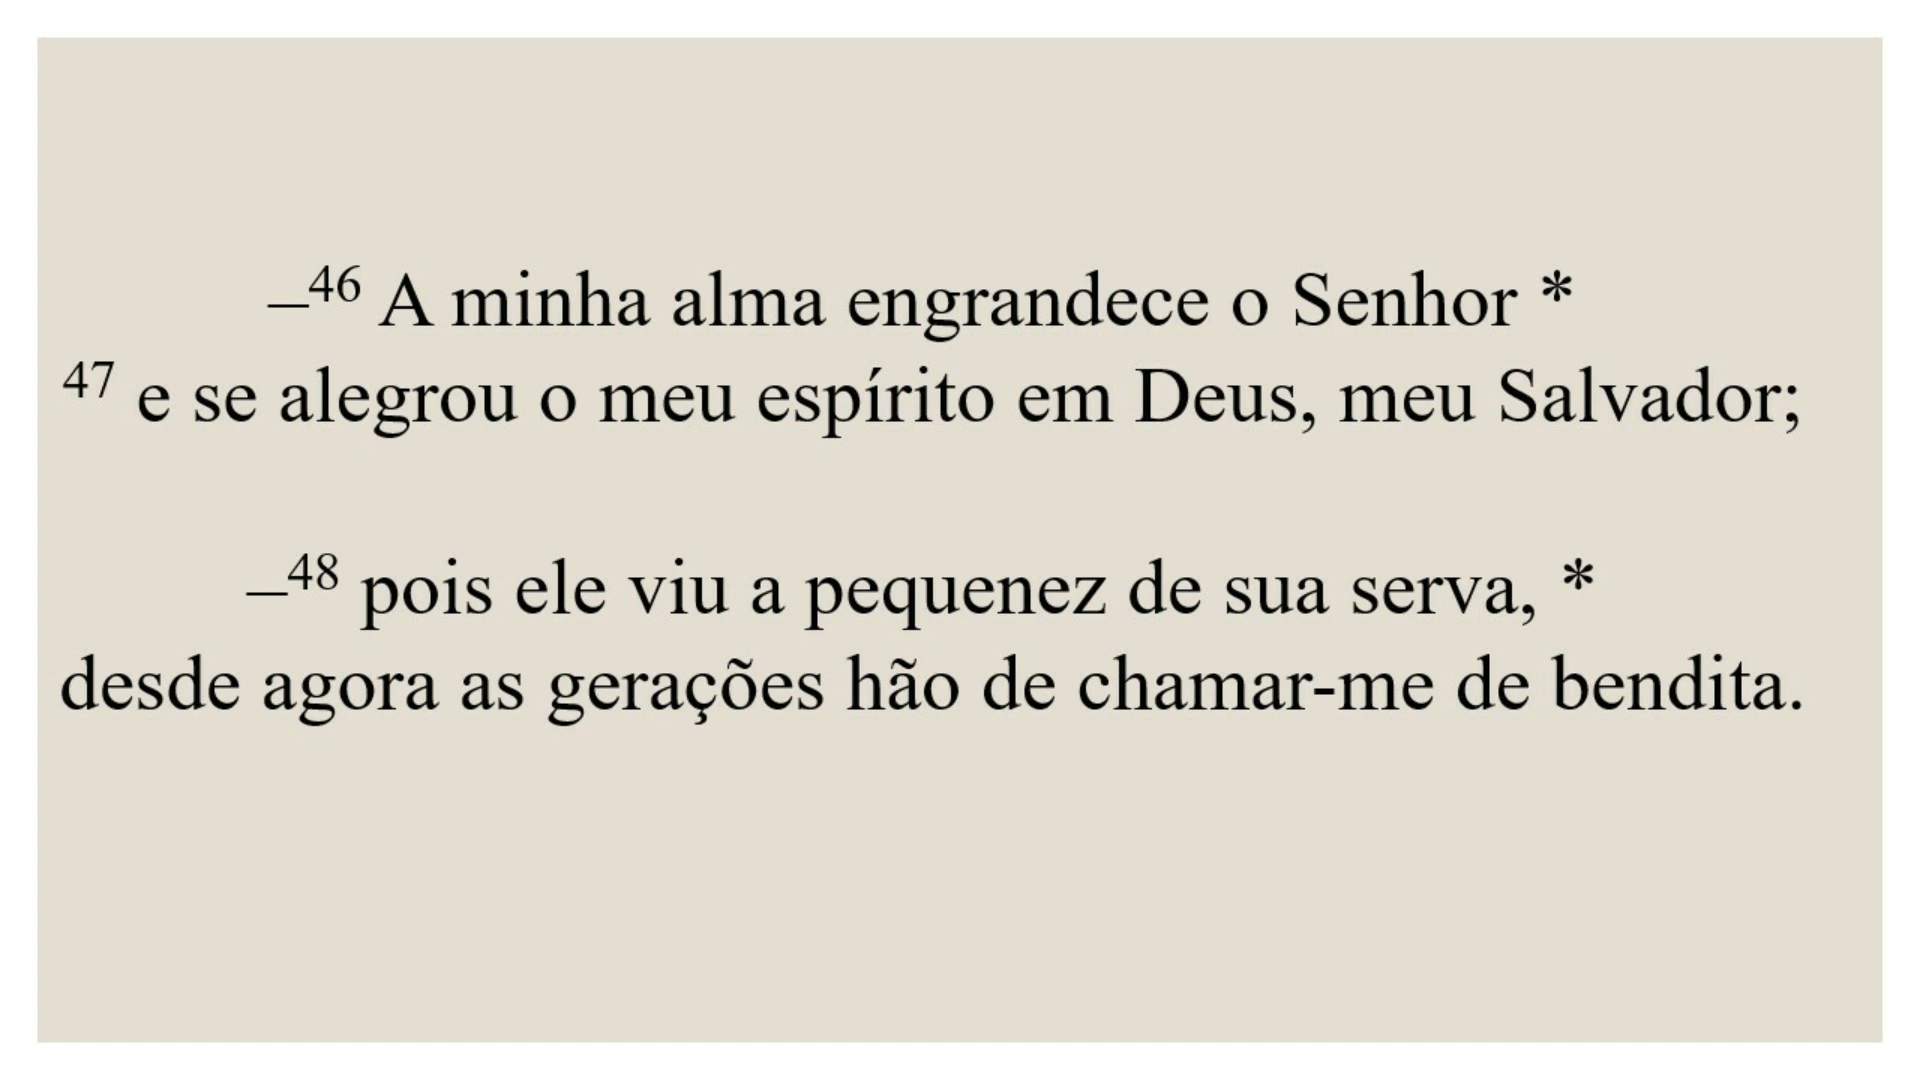 –46 A minha alma engrandece o Senhor *
47 e se alegrou o meu espírito em Deus, meu Salvador;
–48 pois ele viu a pequenez de sua serva, *
desde agora as gerações hão de chamar-me de bendita.